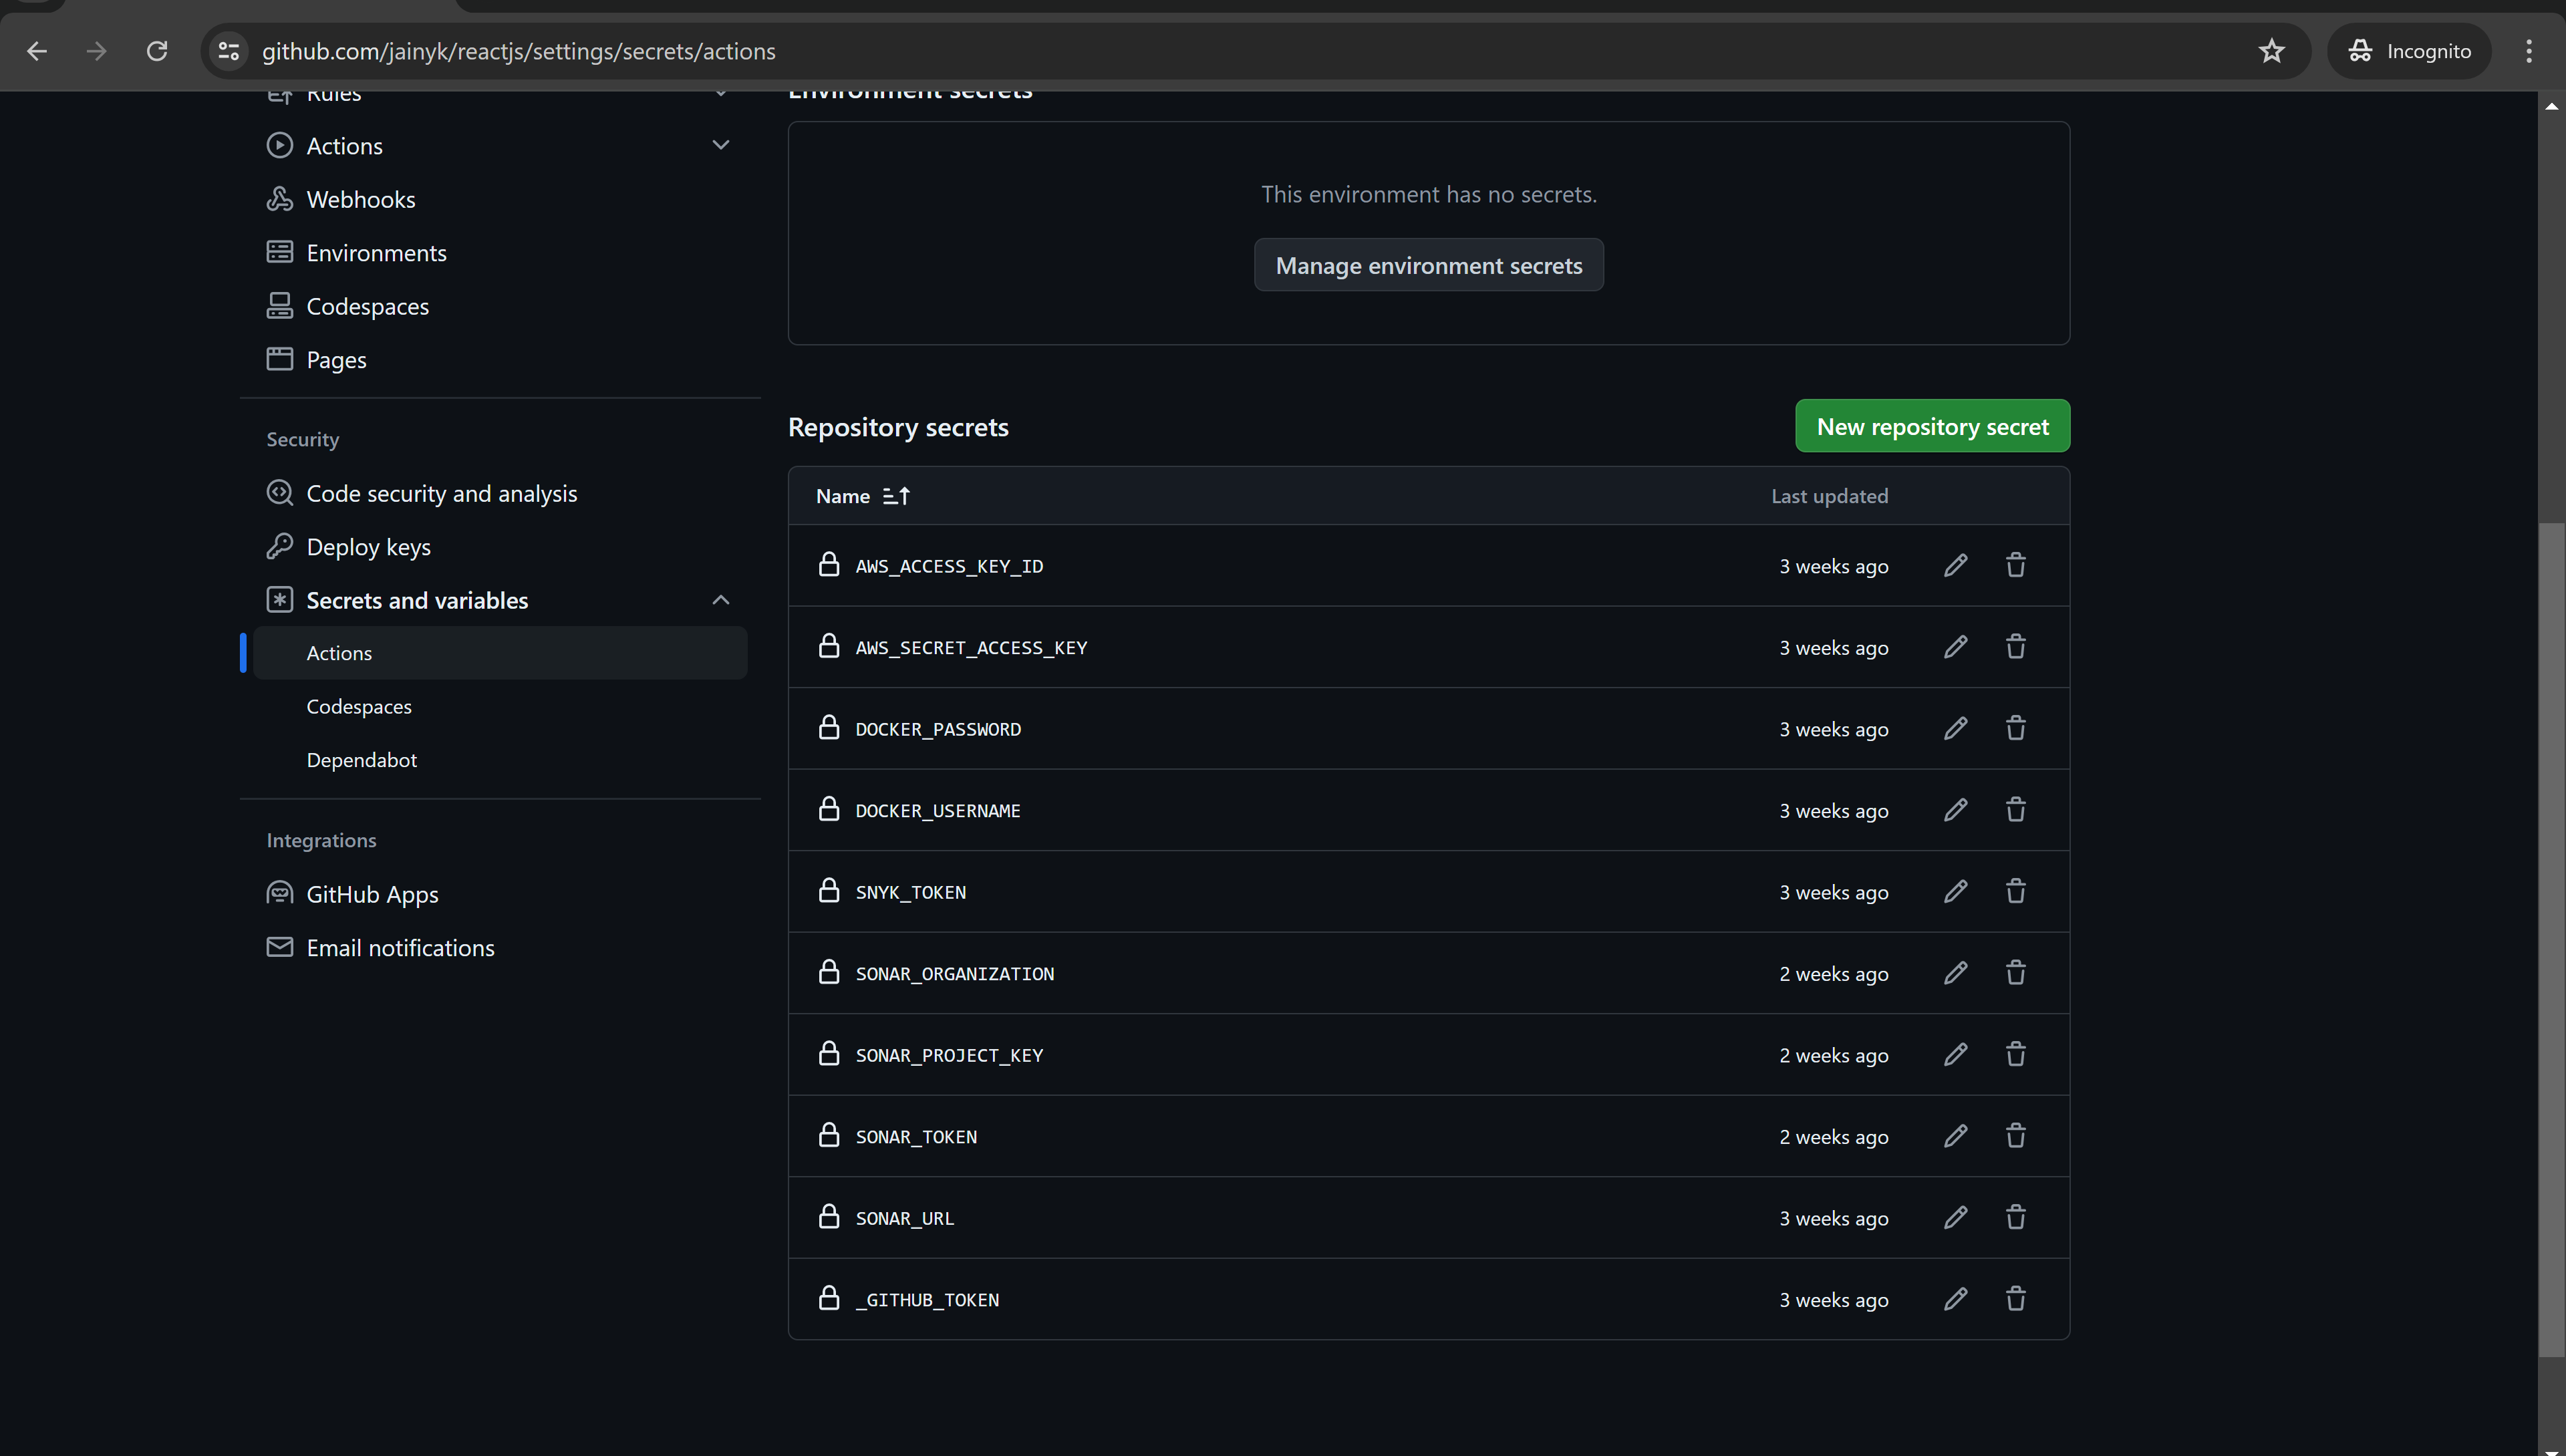 github.com/jainyk/reactjs/settings/secrets/actions
Incognito
Rules
Actions
Webhooks
Environments
Codespaces
Pages
Security
Code security and analysis
Deploy keys
Secrets and variables
Actions
Codespaces
Dependabot
Integrations
GitHub Apps
Email notifications
Environment secrets
This environment has no secrets.
Manage environment secrets
Repository secrets
New repository secret
Name Last updated
AWS_ACCESS_KEY_ID 3 weeks ago
AWS_SECRET_ACCESS_KEY 3 weeks ago
DOCKER_PASSWORD 3 weeks ago
DOCKER_USERNAME 3 weeks ago
SNYK_TOKEN 3 weeks ago
SONAR_ORGANIZATION 2 weeks ago
SONAR_PROJECT_KEY 2 weeks ago
SONAR_TOKEN 2 weeks ago
SONAR_URL 3 weeks ago
_GITHUB_TOKEN 3 weeks ago